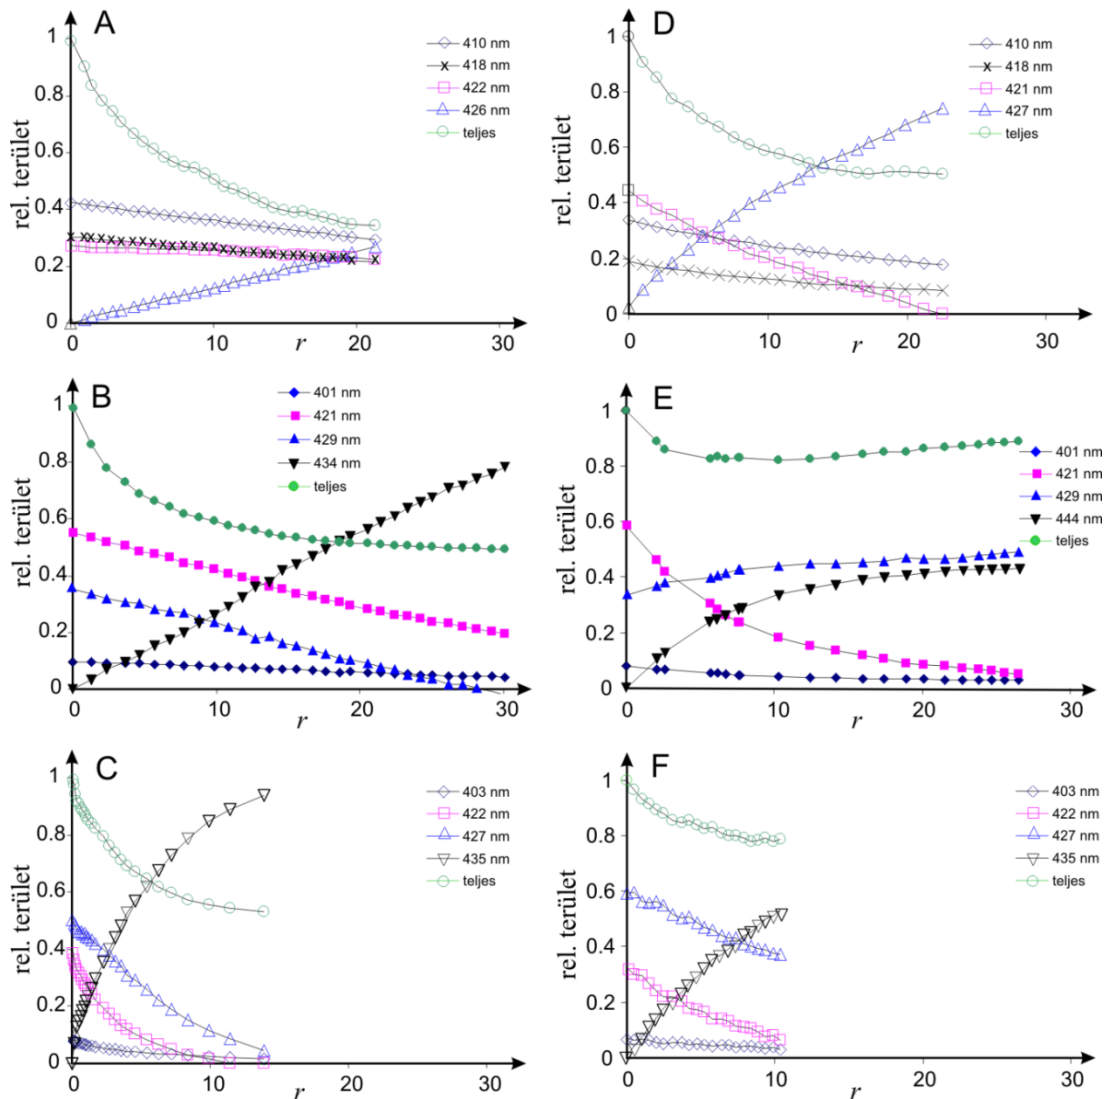 A
410 nm
418 nm
422 nm
426 nm
teljes
1
0.8
0.6
0.4
0.2
0
rel. terület
0
10
20
30
r
D
410 nm
418 nm
421 nm
427 nm
teljes
1
0.8
0.6
0.4
0.2
0
rel. terület
0
10
20
30
r
B
401 nm
421 nm
429 nm
434 nm
teljes
1
0.8
0.6
0.4
0.2
0
rel. terület
0
10
20
30
r
E
401 nm
421 nm
429 nm
444 nm
teljes
1
0.8
0.6
0.4
0.2
0
rel. terület
0
10
20
30
r
C
403 nm
422 nm
427 nm
435 nm
teljes
1
0.8
0.6
0.4
0.2
0
rel. terület
0
10
20
30
r
F
403 nm
422 nm
427 nm
435 nm
teljes
1
0.8
0.6
0.4
0.2
0
rel. terület
0
10
20
30
r